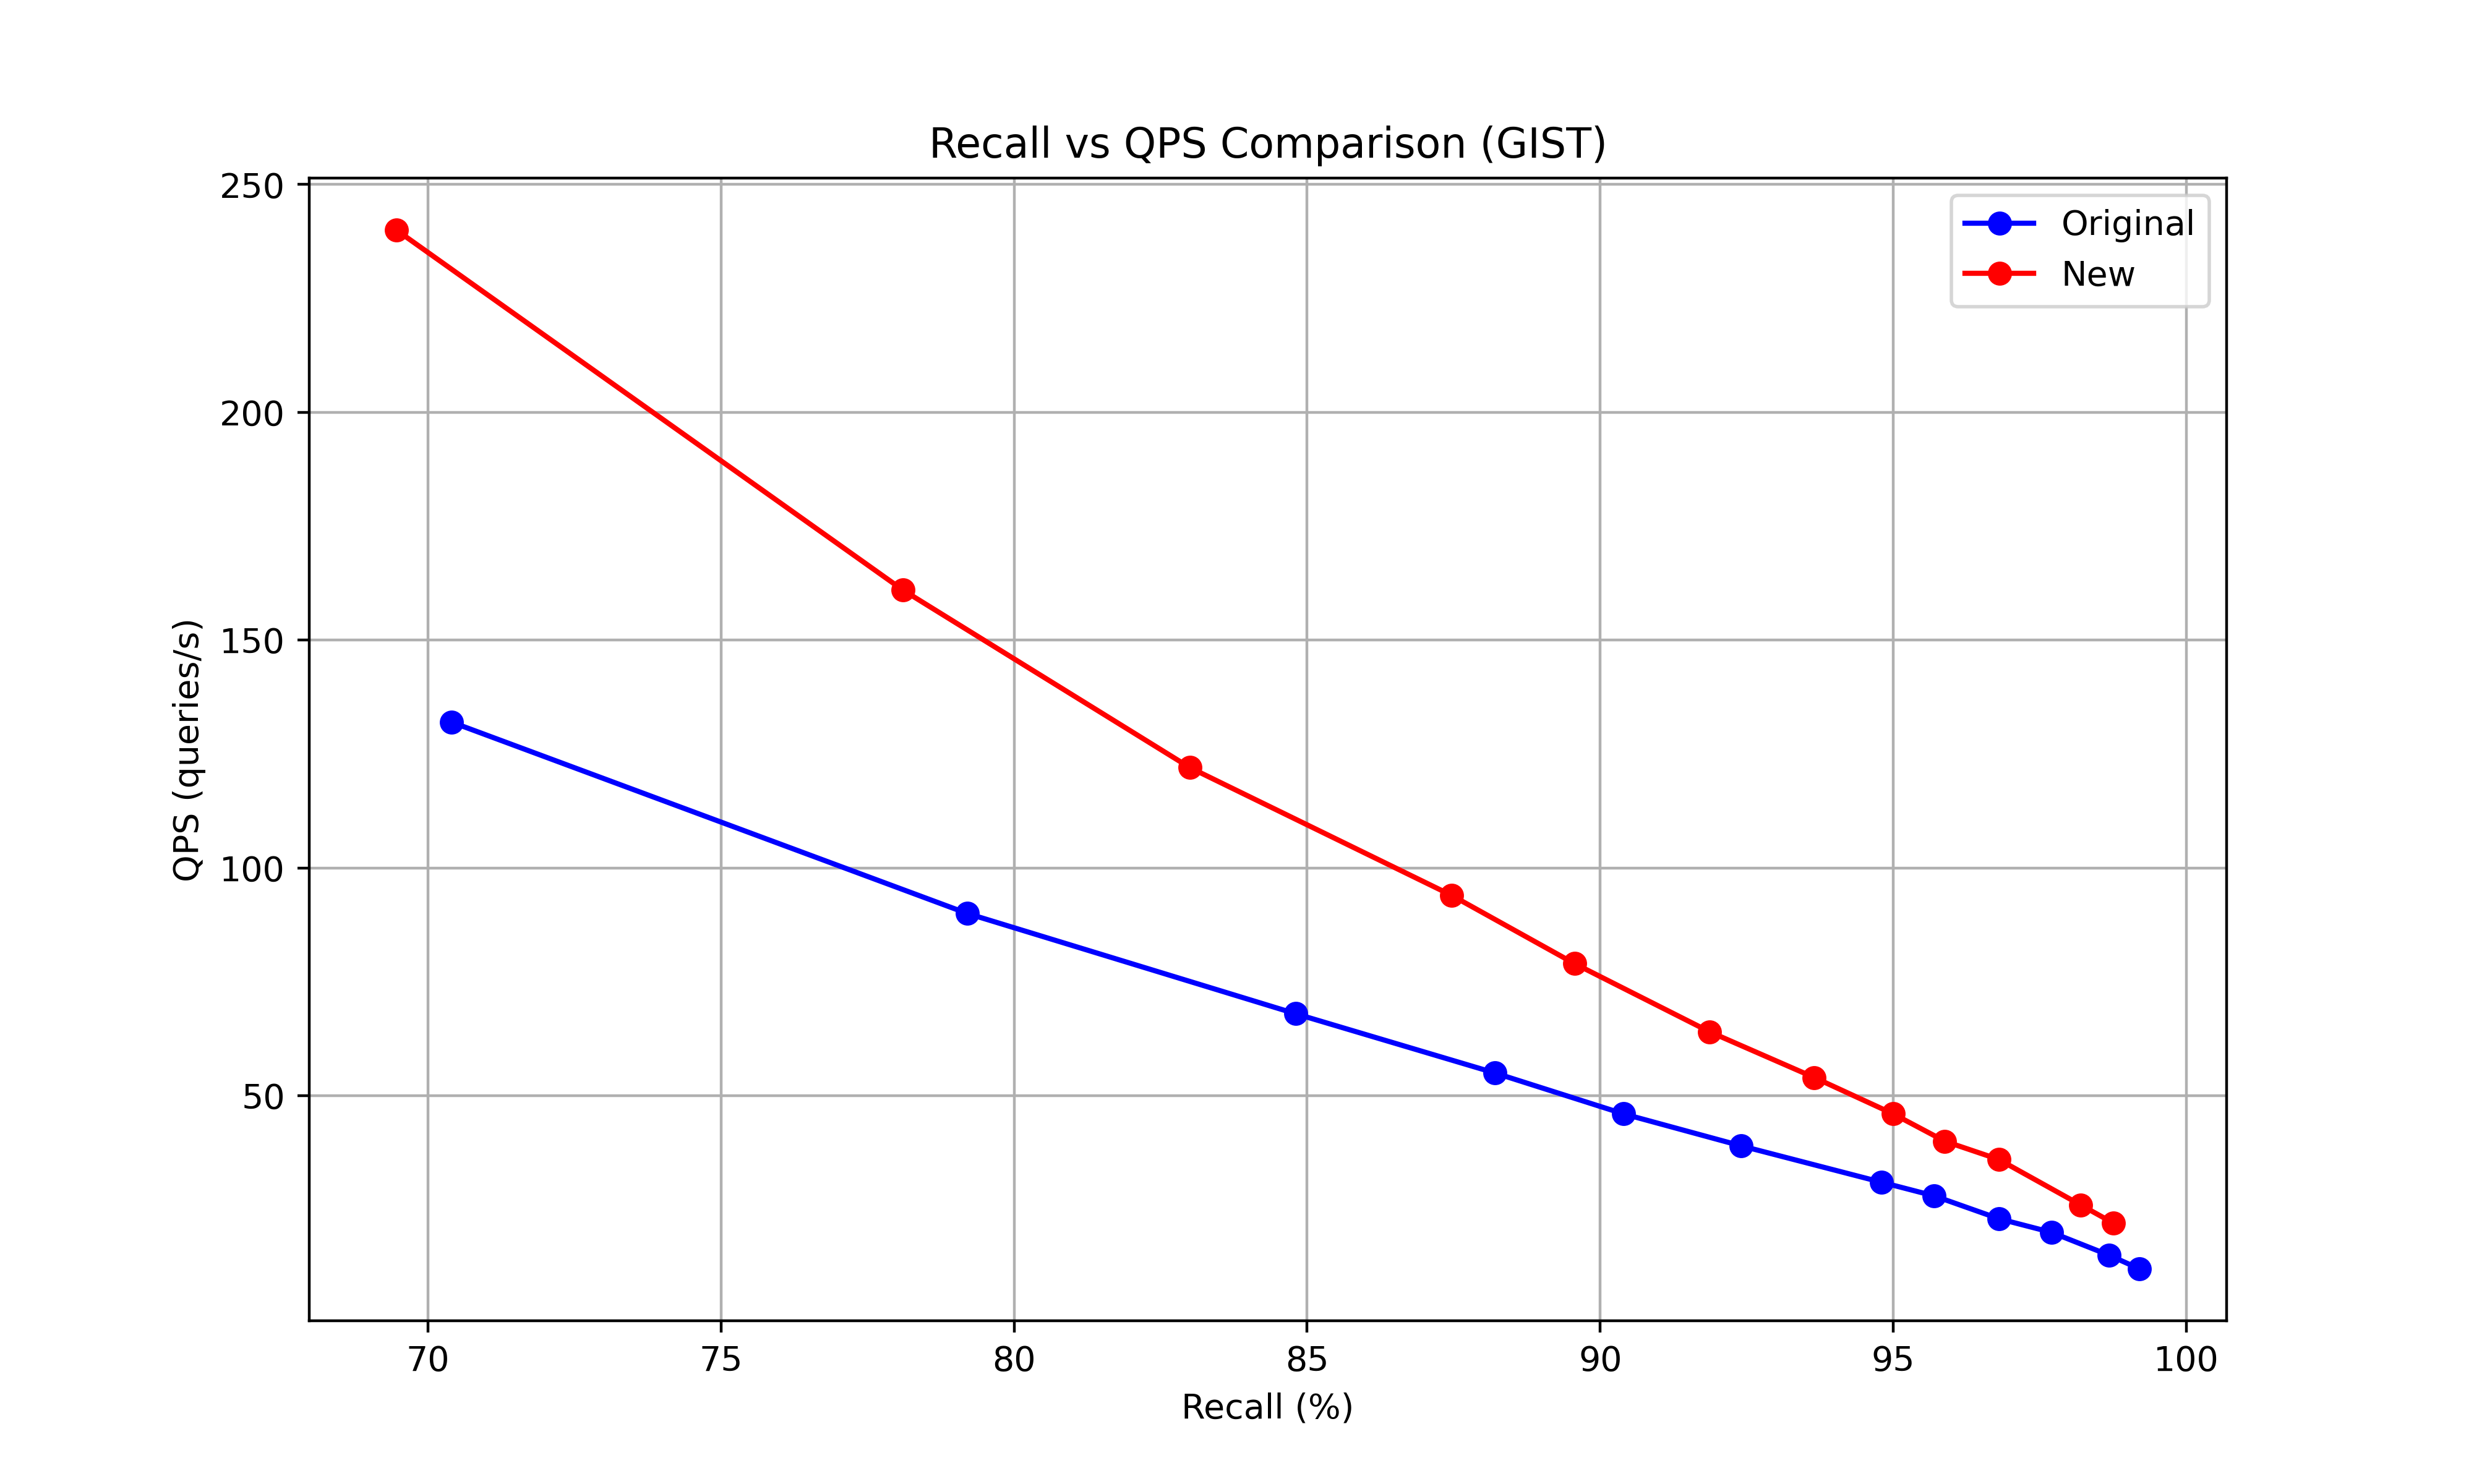 Recall vs QPS Comparison (GIST)
Original
New
QPS (queries/s)
250
200
150
100
50
70 75 80 85 90 95 100
Recall (%)